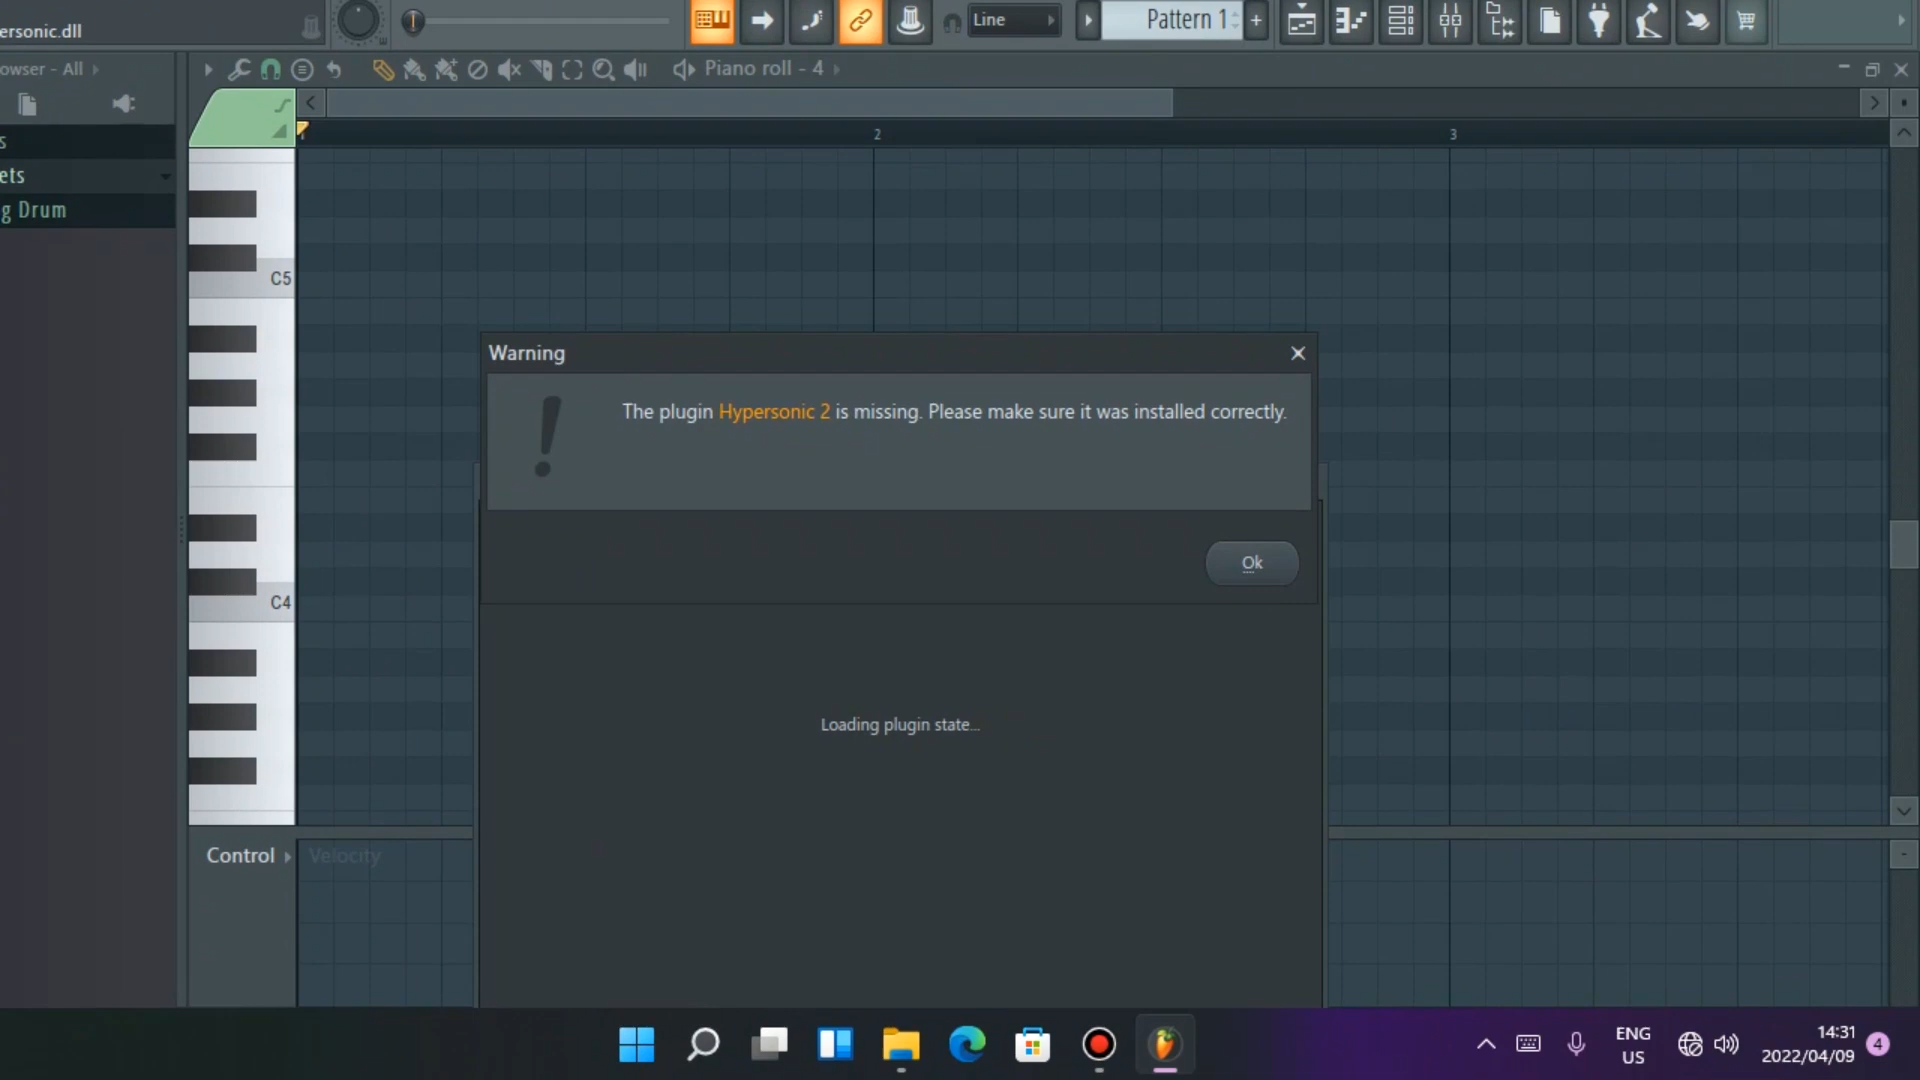 ersonic.dll
Line
Pattern 1
+
owser - All
Piano roll - 4
s
ets
g Drum
2
3
C5
Warning
The plugin Hypersonic 2 is missing. Please make sure it was installed correctly.
Ok
C4
Loading plugin state...
Control
Velocity
ENG
US
14:31
2022/04/09
4